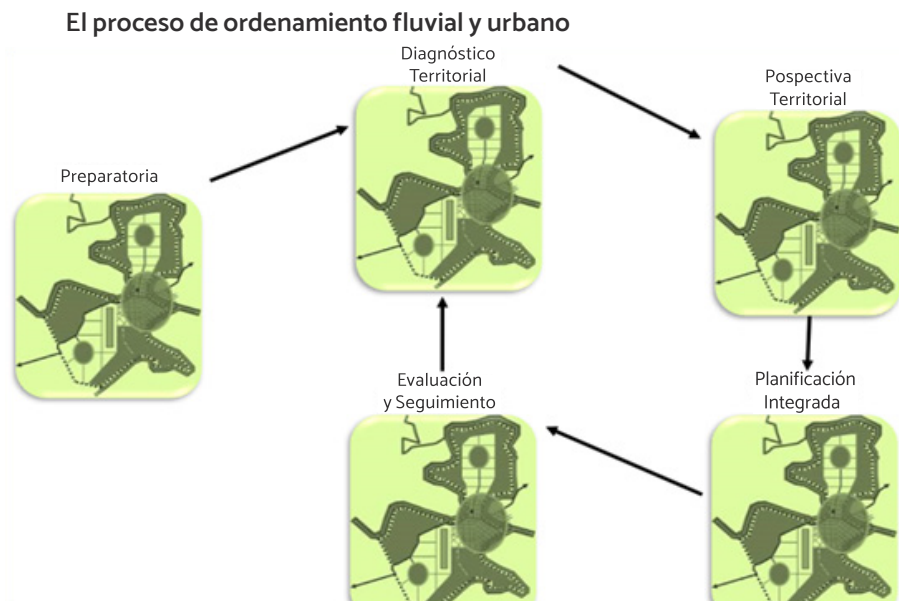 El proceso de ordenamiento fluvial y urbano
Diagnóstico
Territorial
Pospectiva
Territorial
Preparatoria
Evaluación
y Seguimiento
Planificación
Integrada